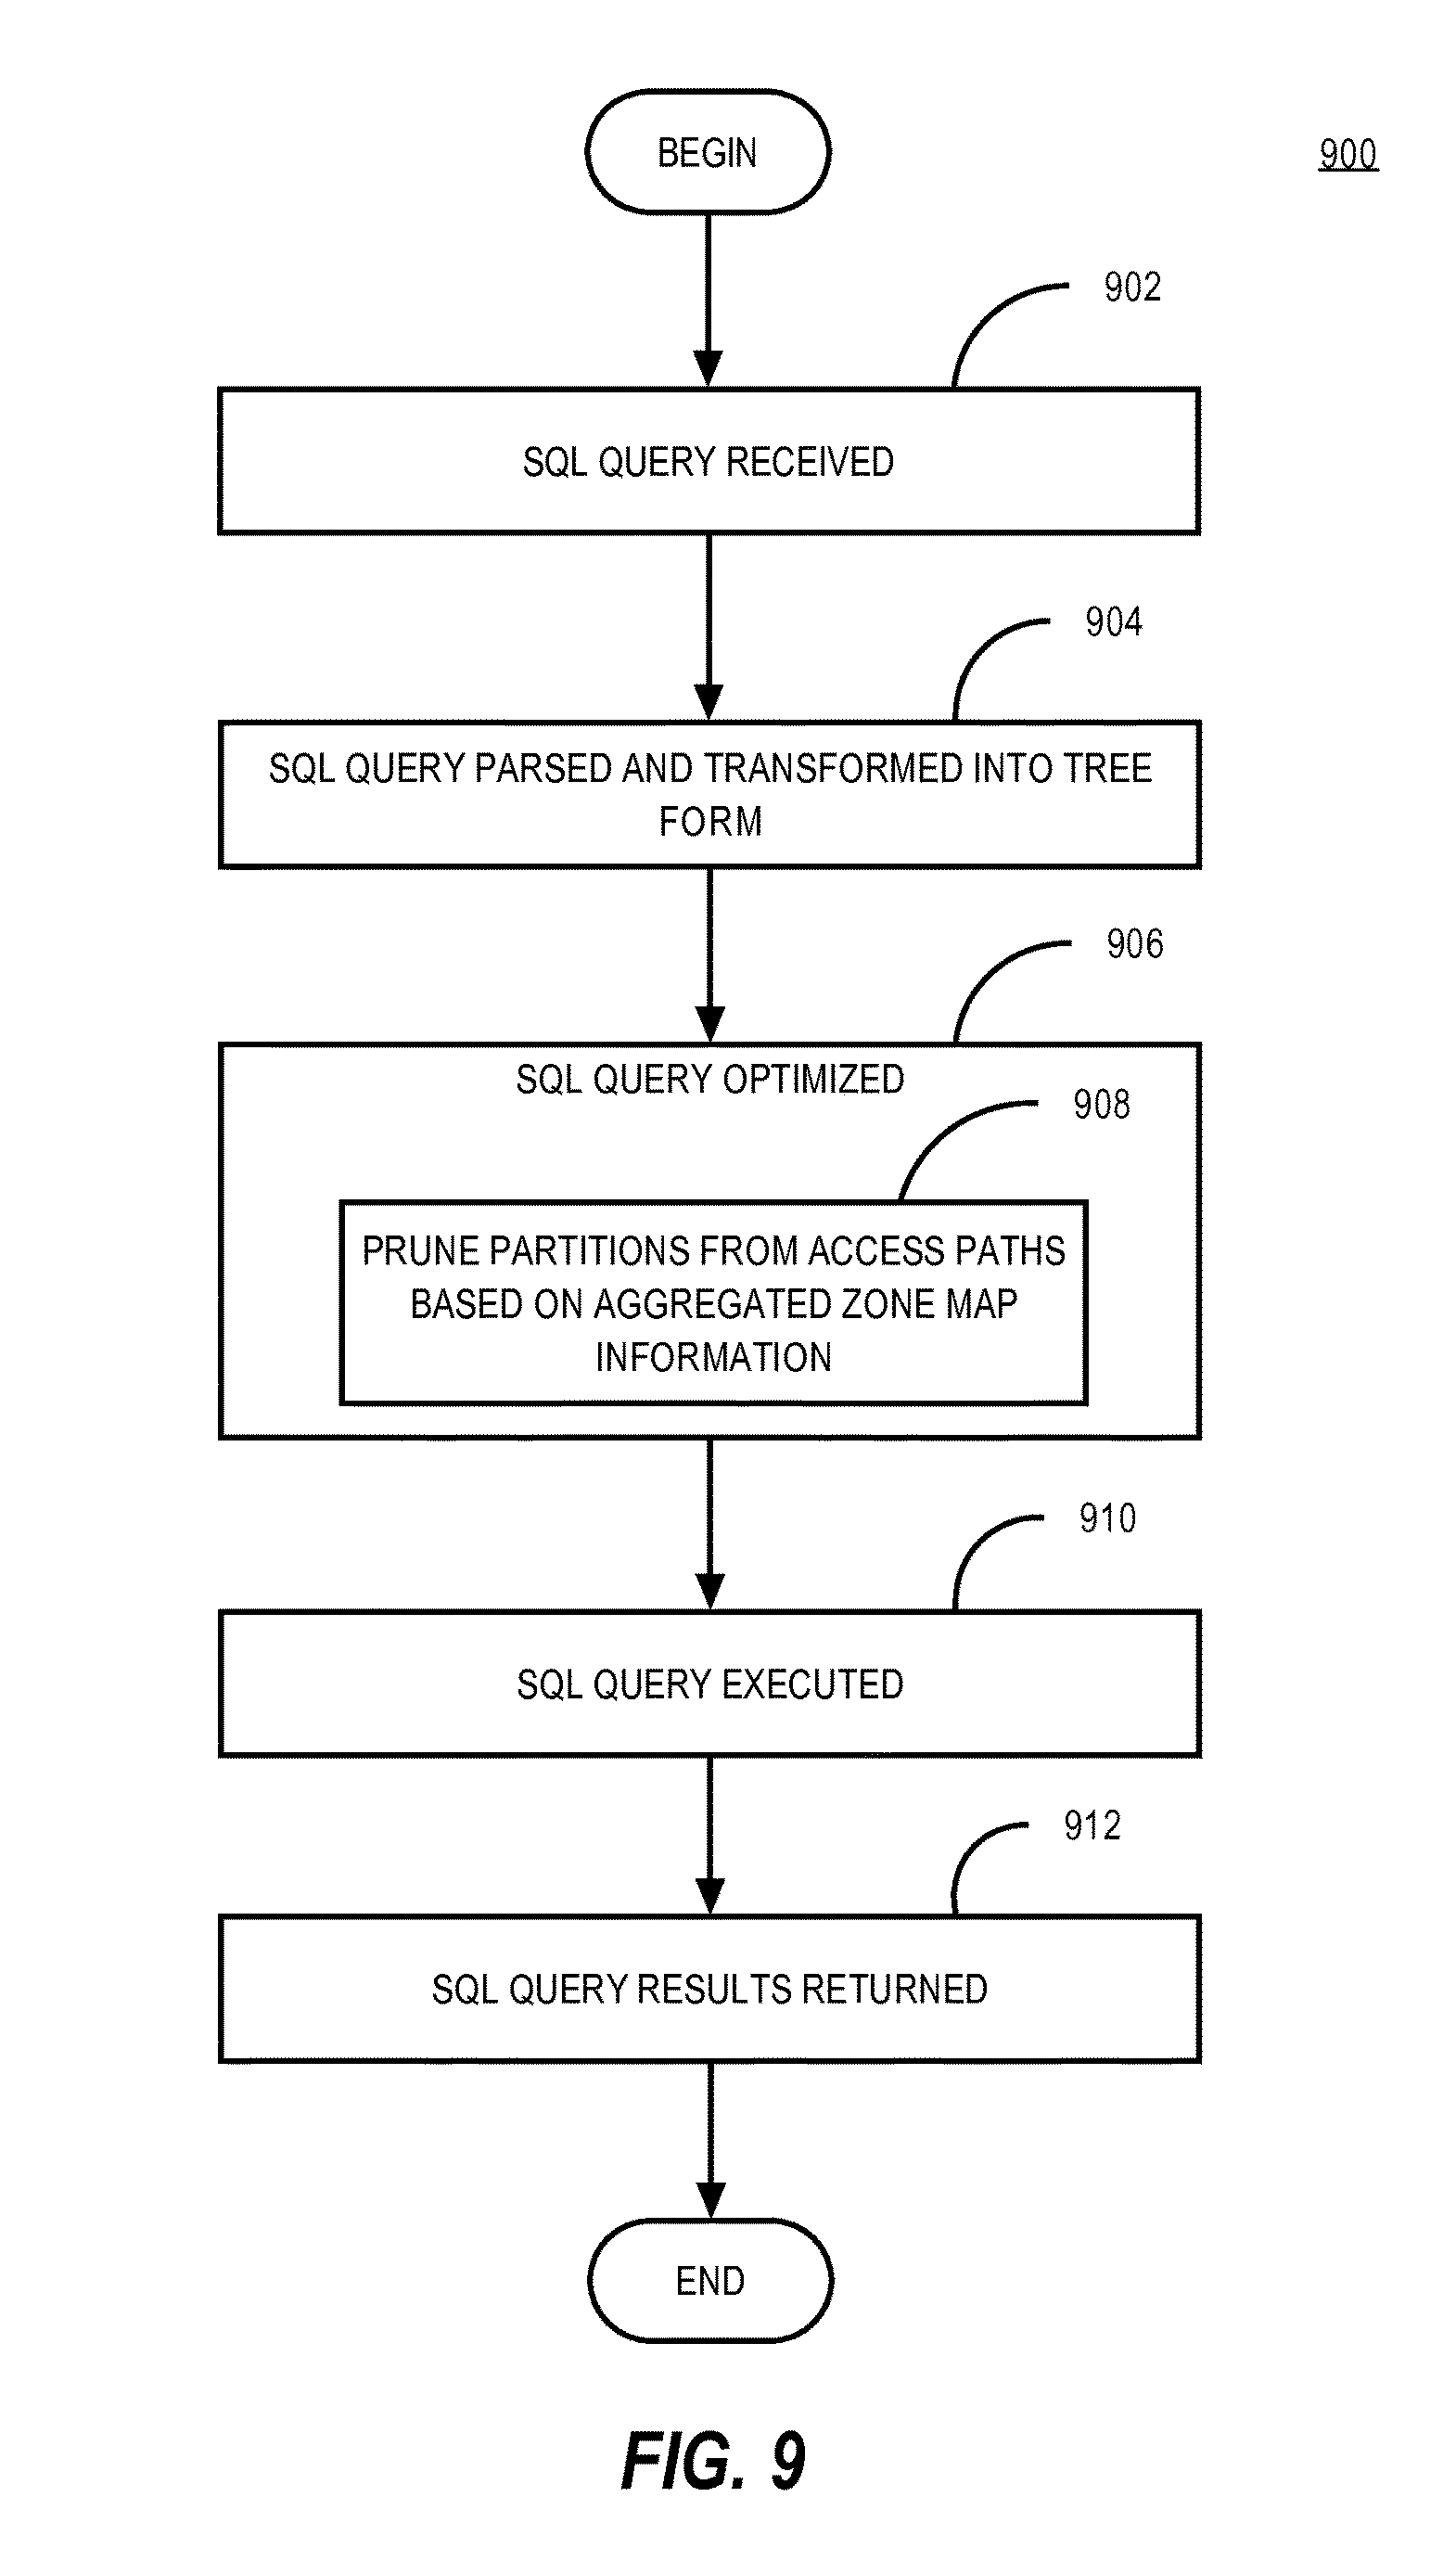 BEGIN
900
902
SQL QUERY RECEIVED
904
SQL QUERY PARSED AND TRANSFORMED INTO TREE
FORM
906
SQL QUERY OPTIMIZED
908
PRUNE PARTITIONS FROM ACCESS PATHS
BASED ON AGGREGATED ZONE MAP
INFORMATION
910
SQL QUERY EXECUTED
912
SQL QUERY RESULTS RETURNED
END
FIG. 9